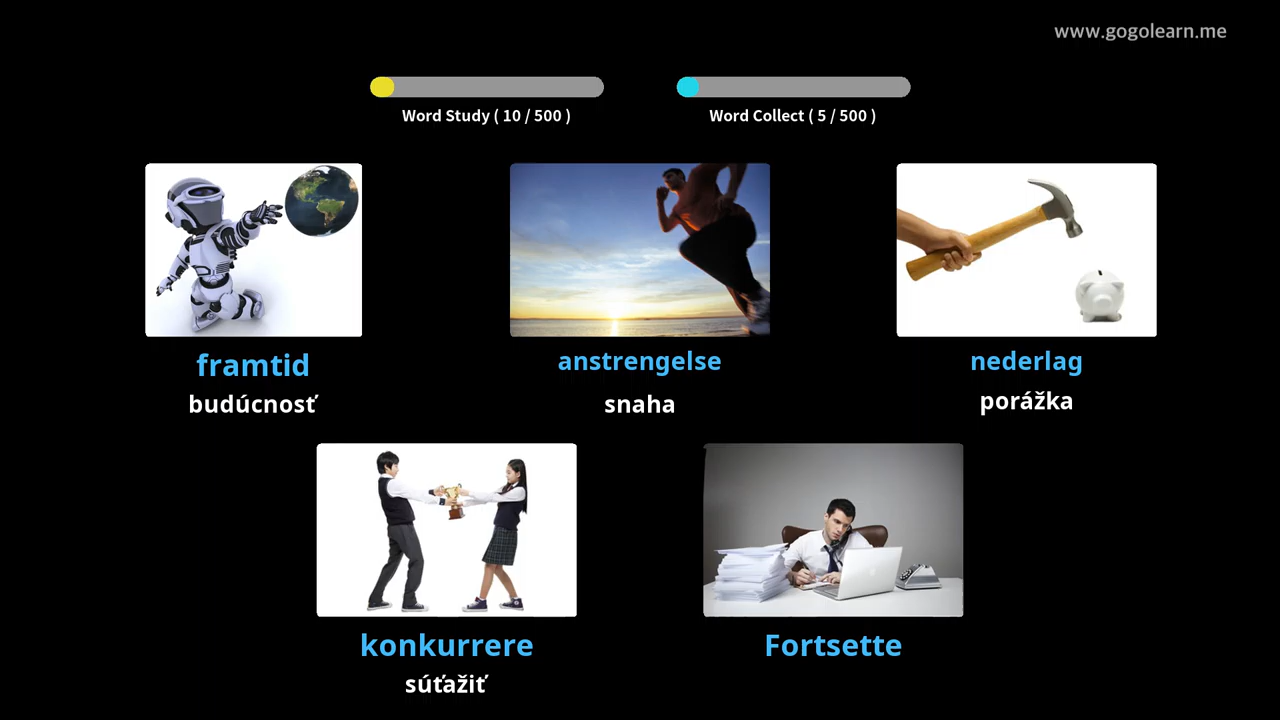 www.gogolearn.me
Word Study ( 10 / 500 )
Word Collect ( 5 / 500 )
framtid
budúcnosť
anstrengelse
snaha
nederlag
porážka
konkurrere
súťažiť
Fortsette